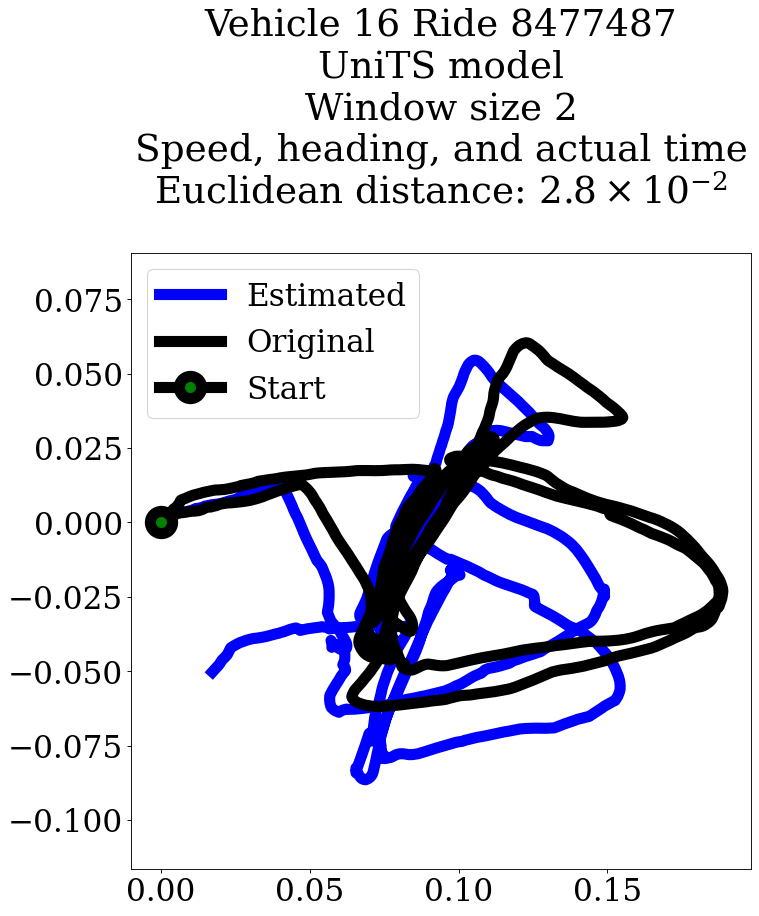 Vehicle 16 Ride 8477487
UniTS model
Window size 2
Speed, heading, and actual time
Euclidean distance: 2.8 × 10⁻²
Estimated
Original
Start
0.075
0.050
0.025
0.000
−0.025
−0.050
−0.075
−0.100
0.00 0.05 0.10 0.15